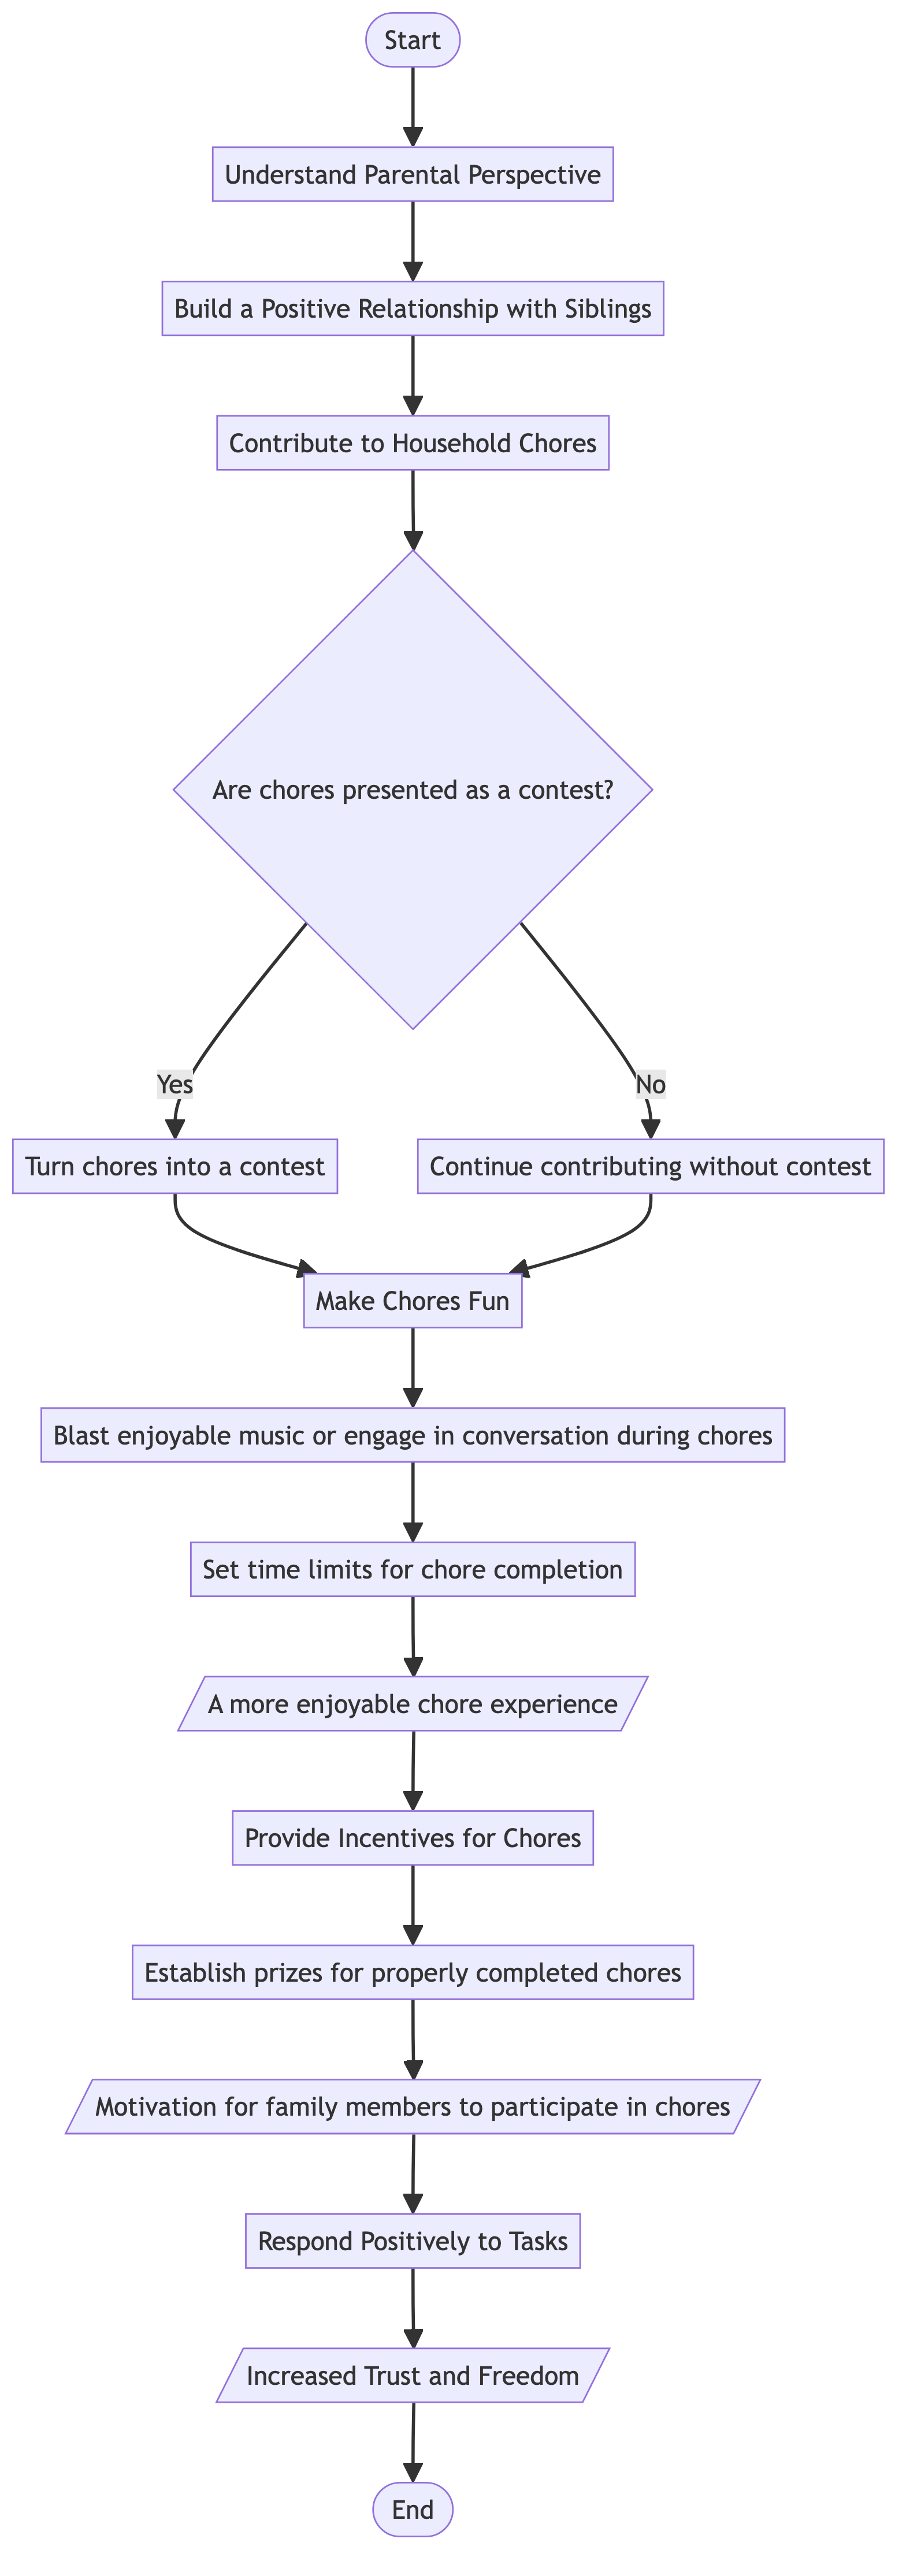 Start
Understand Parental Perspective
Build a Positive Relationship with Siblings
Contribute to Household Chores
Are chores presented as a contest?
Yes
No
Turn chores into a contest
Continue contributing without contest
Make Chores Fun
Blast enjoyable music or engage in conversation during chores
Set time limits for chore completion
A more enjoyable chore experience
Provide Incentives for Chores
Establish prizes for properly completed chores
Motivation for family members to participate in chores
Respond Positively to Tasks
Increased Trust and Freedom
End